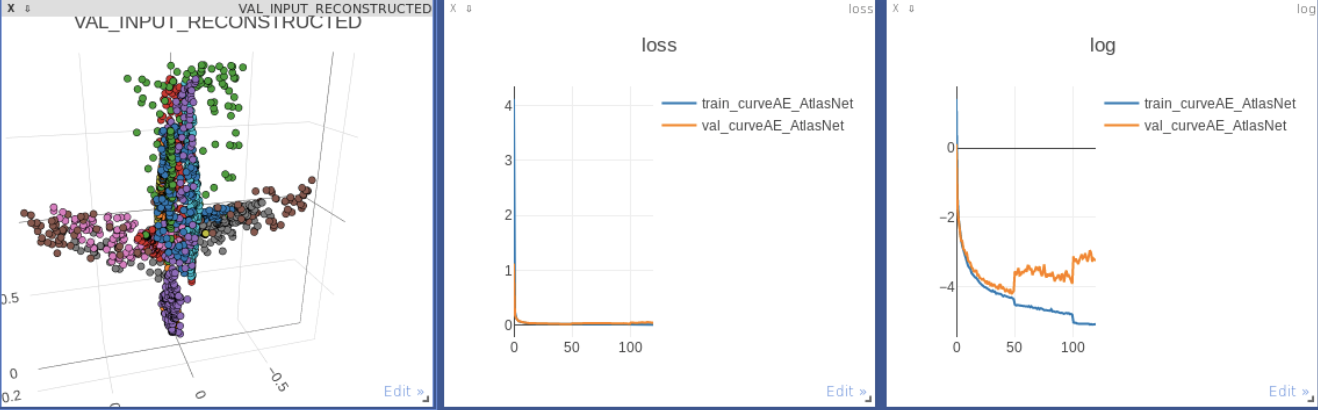 X ⇩ VAL_INPUT_RECONSTRUCTED
VAL_INPUT_RECONSTRUCTED
0.5
0
0.2
0
0
−0.5
Edit »
X ⇩ loss
loss
4
3
2
1
0
0 50 100
train_curveAE_AtlasNet
val_curveAE_AtlasNet
Edit »
X ⇩ log
log
0
−2
−4
0 50 100
train_curveAE_AtlasNet
val_curveAE_AtlasNet
Edit »